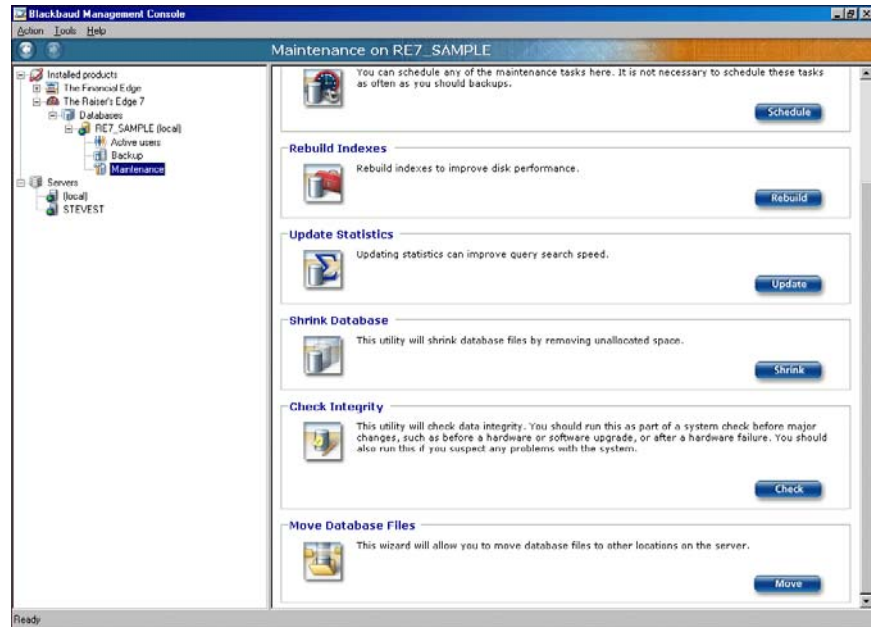 Blackbaud Management Console
Action Tools Help
Maintenance on RE7_SAMPLE
Installed products
The Financial Edge
The Raiser's Edge 7
Databases
RE7_SAMPLE (local)
Active users
Backup
Maintenance
Servers
(local)
STEVEST
You can schedule any of the maintenance tasks here. It is not necessary to schedule these tasks
as often as you should backups.
Schedule
Rebuild Indexes
Rebuild indexes to improve disk performance.
Rebuild
Update Statistics
Updating statistics can improve query search speed.
Update
Shrink Database
This utility will shrink database files by removing unallocated space.
Shrink
Check Integrity
This utility will check data integrity. You should run this as part of a system check before major
changes, such as before a hardware or software upgrade, or after a hardware failure. You should
also run this if you suspect any problems with the system.
Check
Move Database Files
This wizard will allow you to move database files to other locations on the server.
Move
Ready